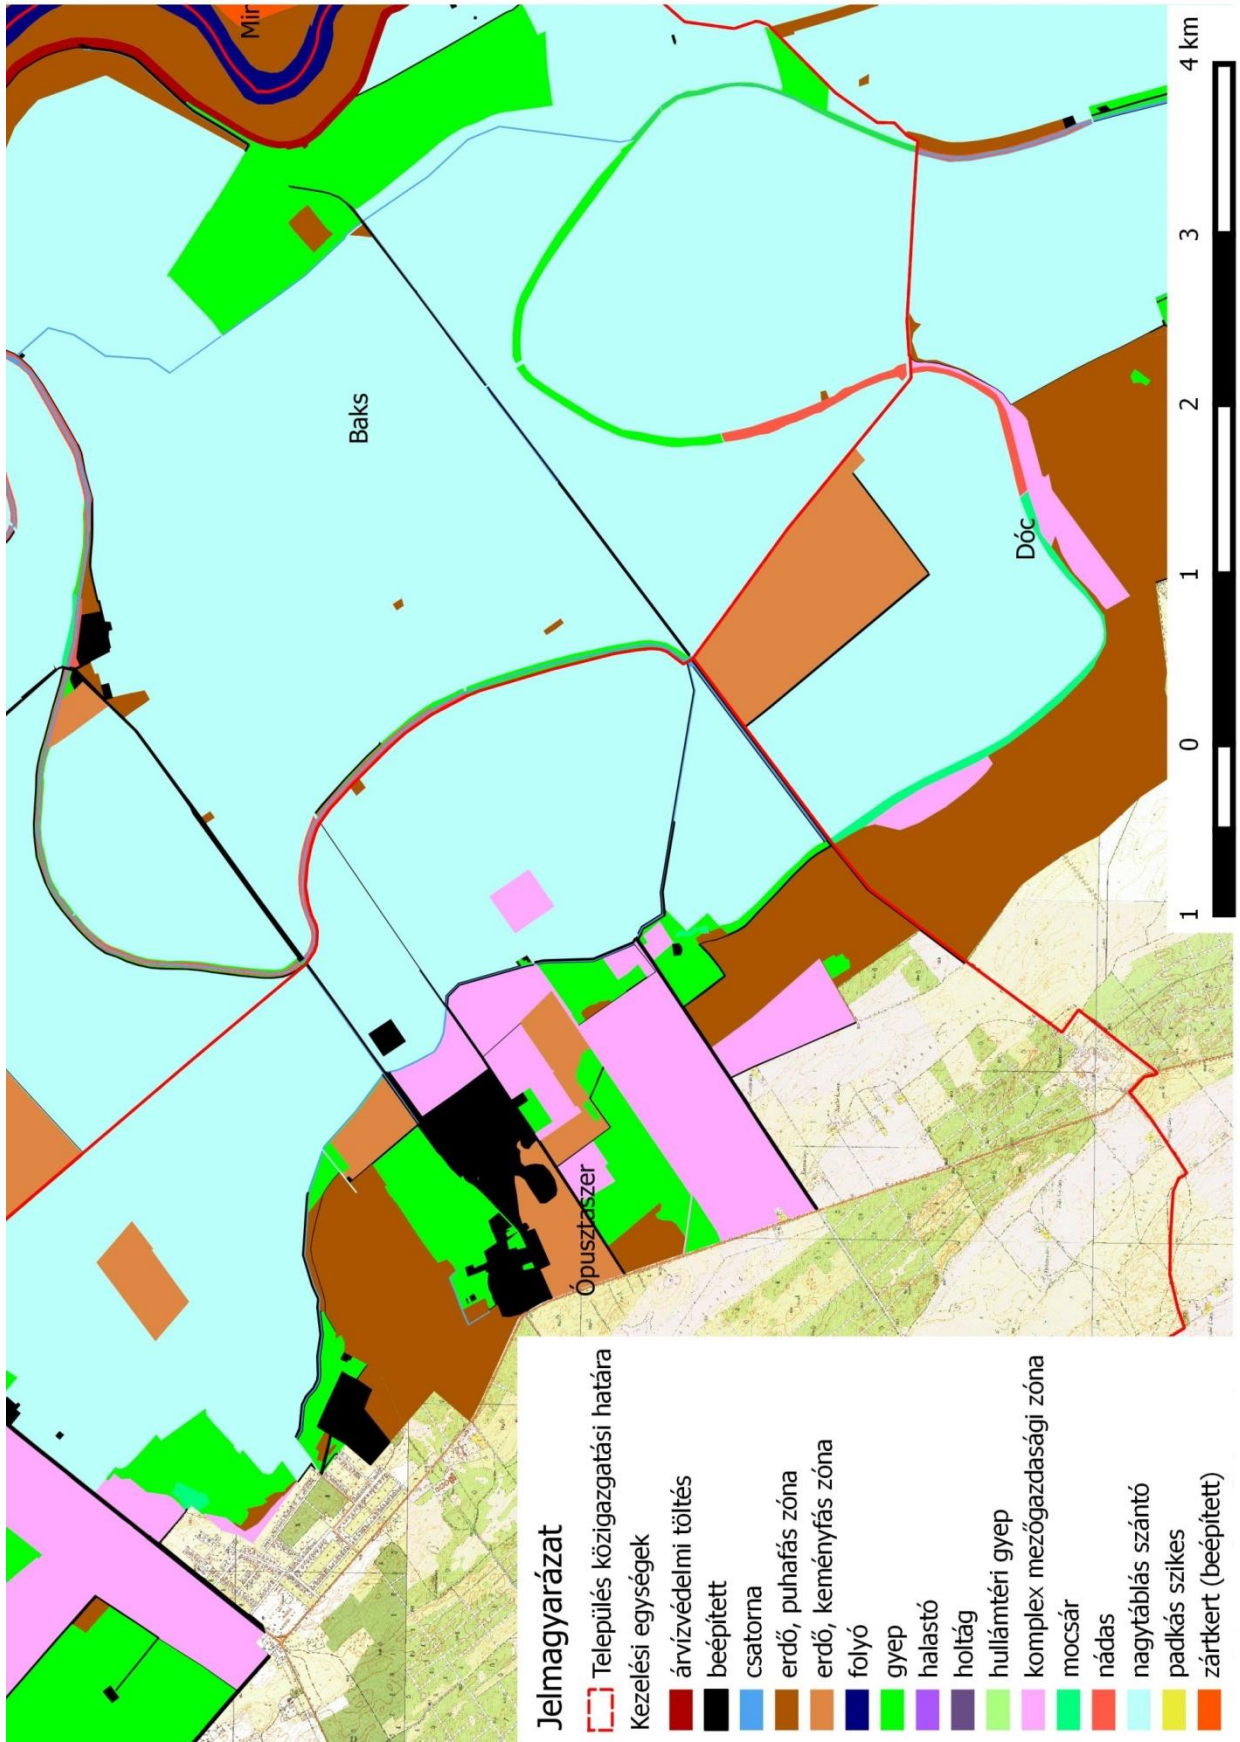 Min
Baks
Dóc
Ópusztaszer
Jelmagyarázat
Település közigazgatási határa
Kezelési egységek
árvízvédelmi töltés
beépített
csatorna
erdő, puhafás zóna
erdő, keményfás zóna
folyó
gyep
halastó
holtág
hullámtéri gyep
komplex mezőgazdasági zóna
mocsár
nádas
nagytáblás szántó
padkás szikes
zártkert (beépített)
1 0 1 2 3 4 km